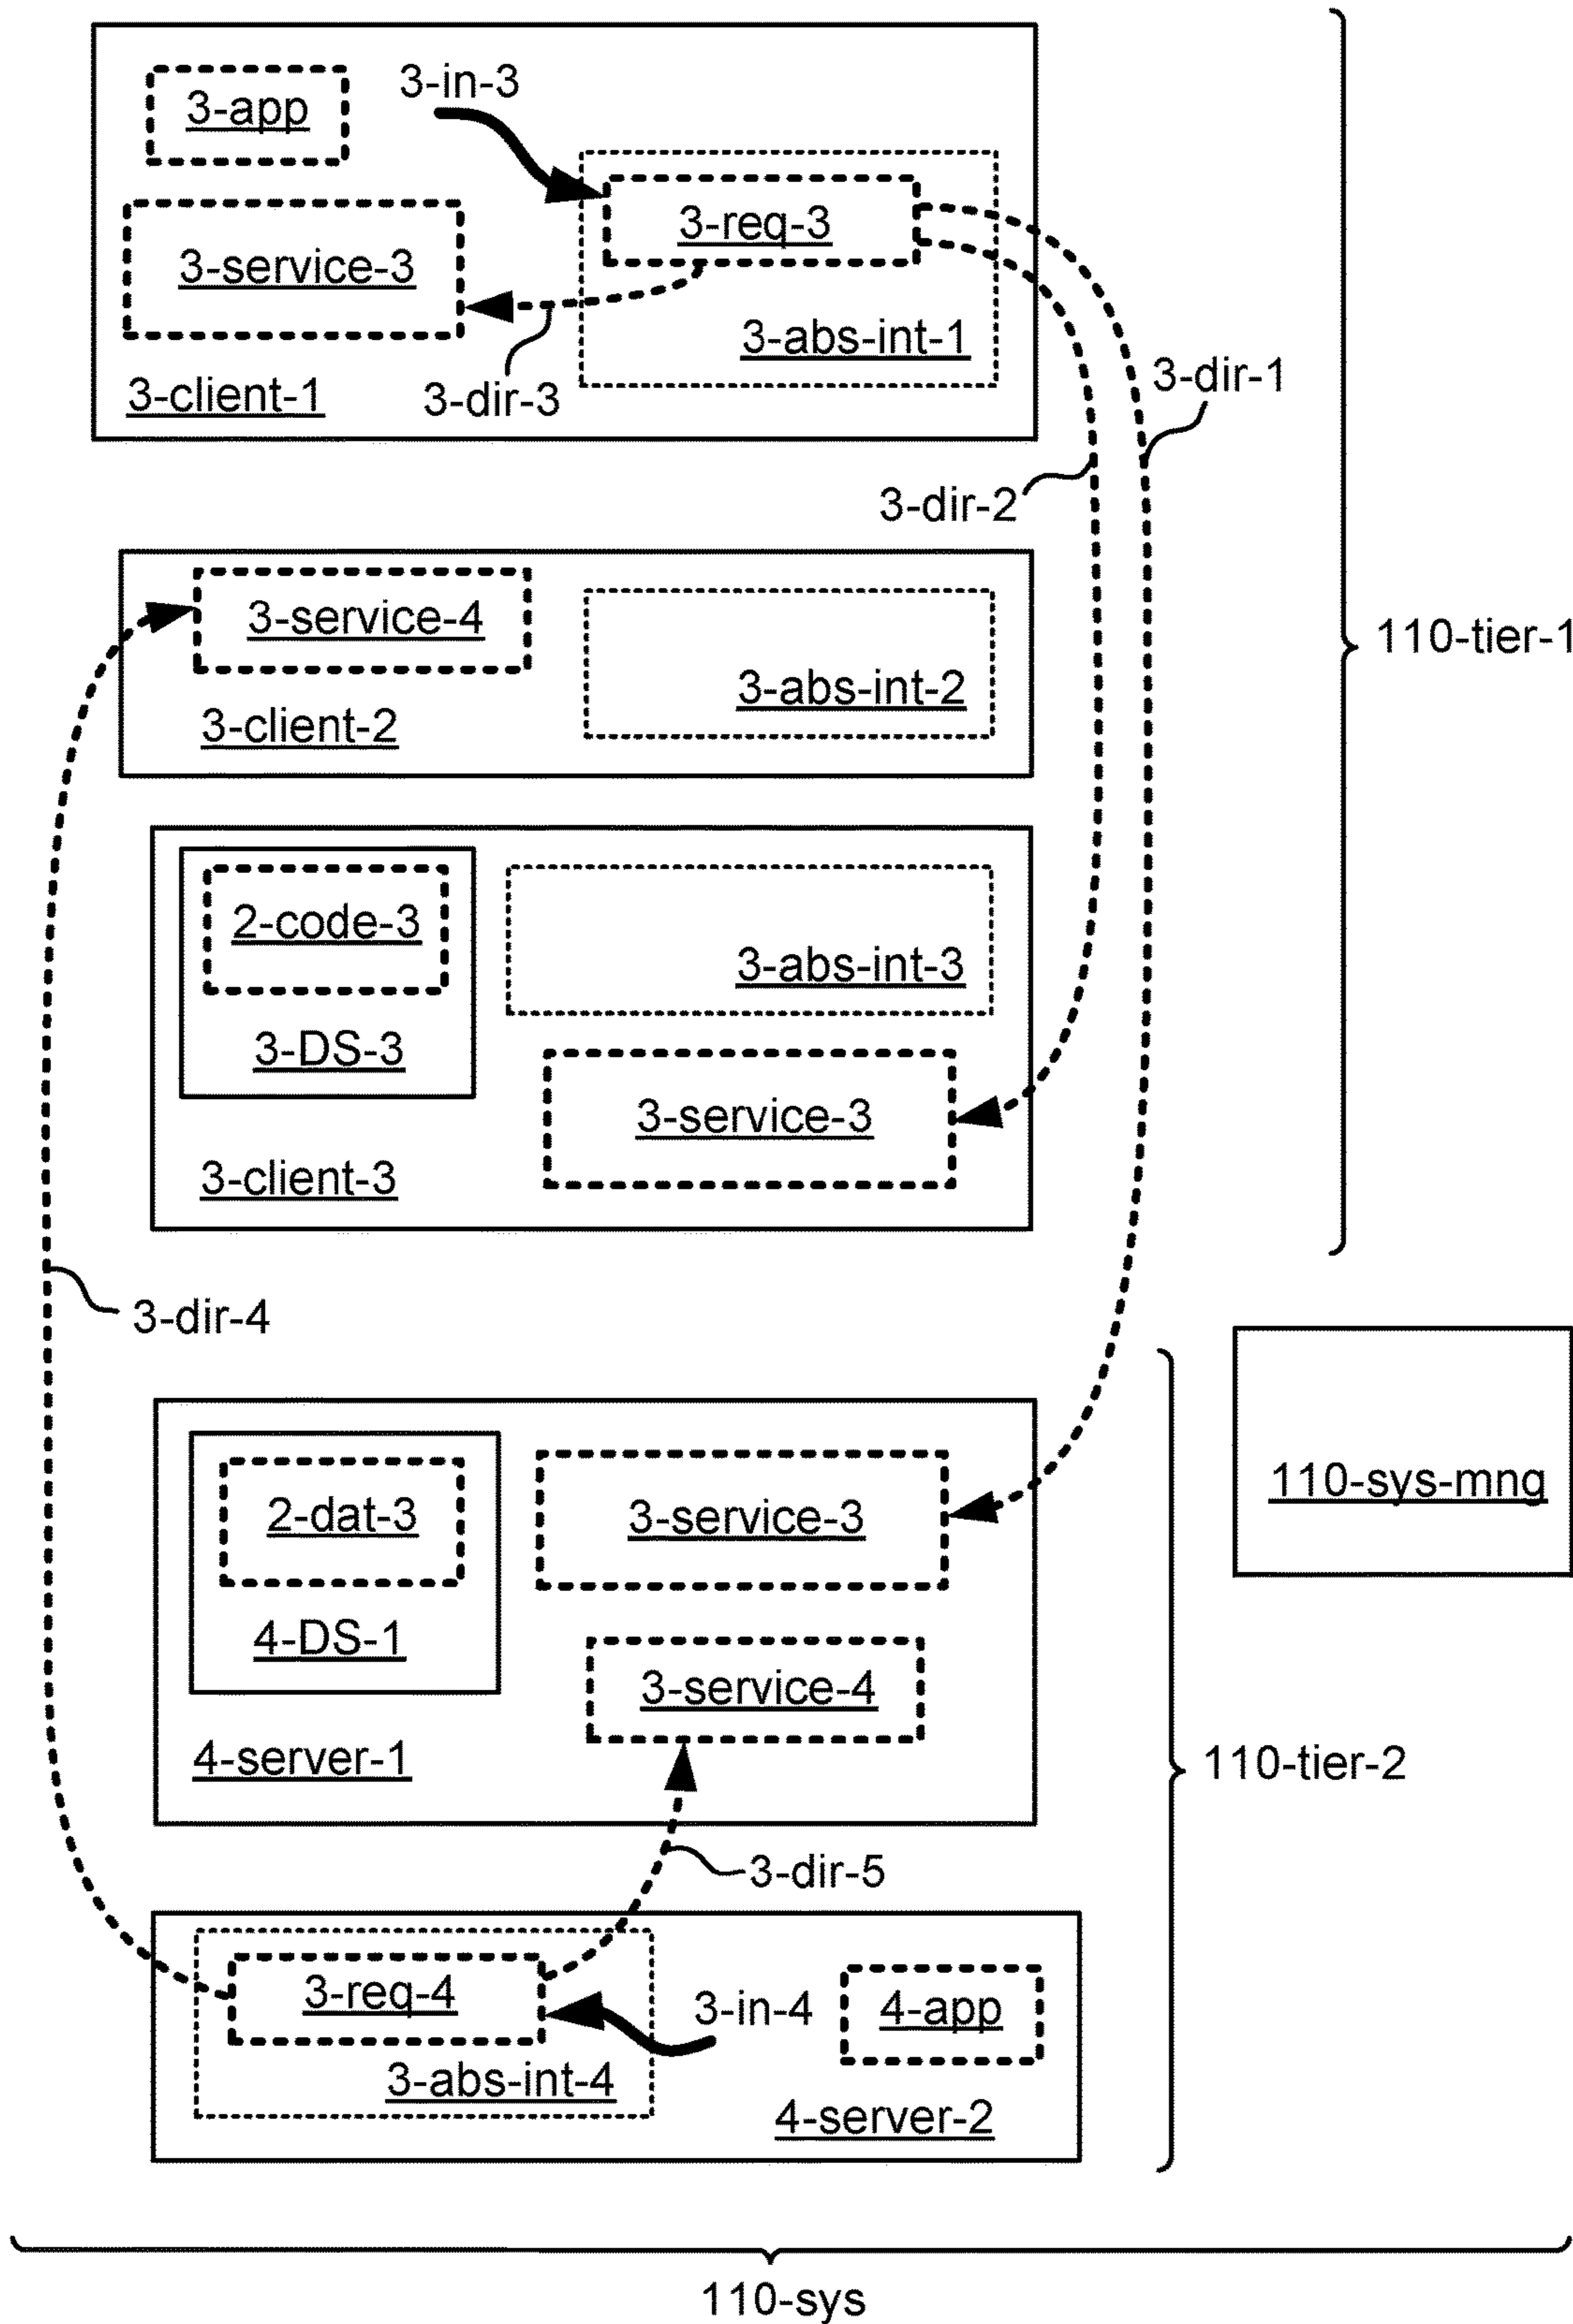 3-app
3-in-3
3-req-3
3-service-3
3-abs-int-1
3-client-1
3-dir-3
3-dir-1
3-dir-2
3-service-4
110-tier-1
3-abs-int-2
3-client-2
2-code-3
3-abs-int-3
3-DS-3
3-service-3
3-client-3
3-dir-4
2-dat-3
3-service-3
110-sys-mng
4-DS-1
3-service-4
4-server-1
110-tier-2
3-dir-5
3-req-4
3-in-4
4-app
3-abs-int-4
4-server-2
110-sys